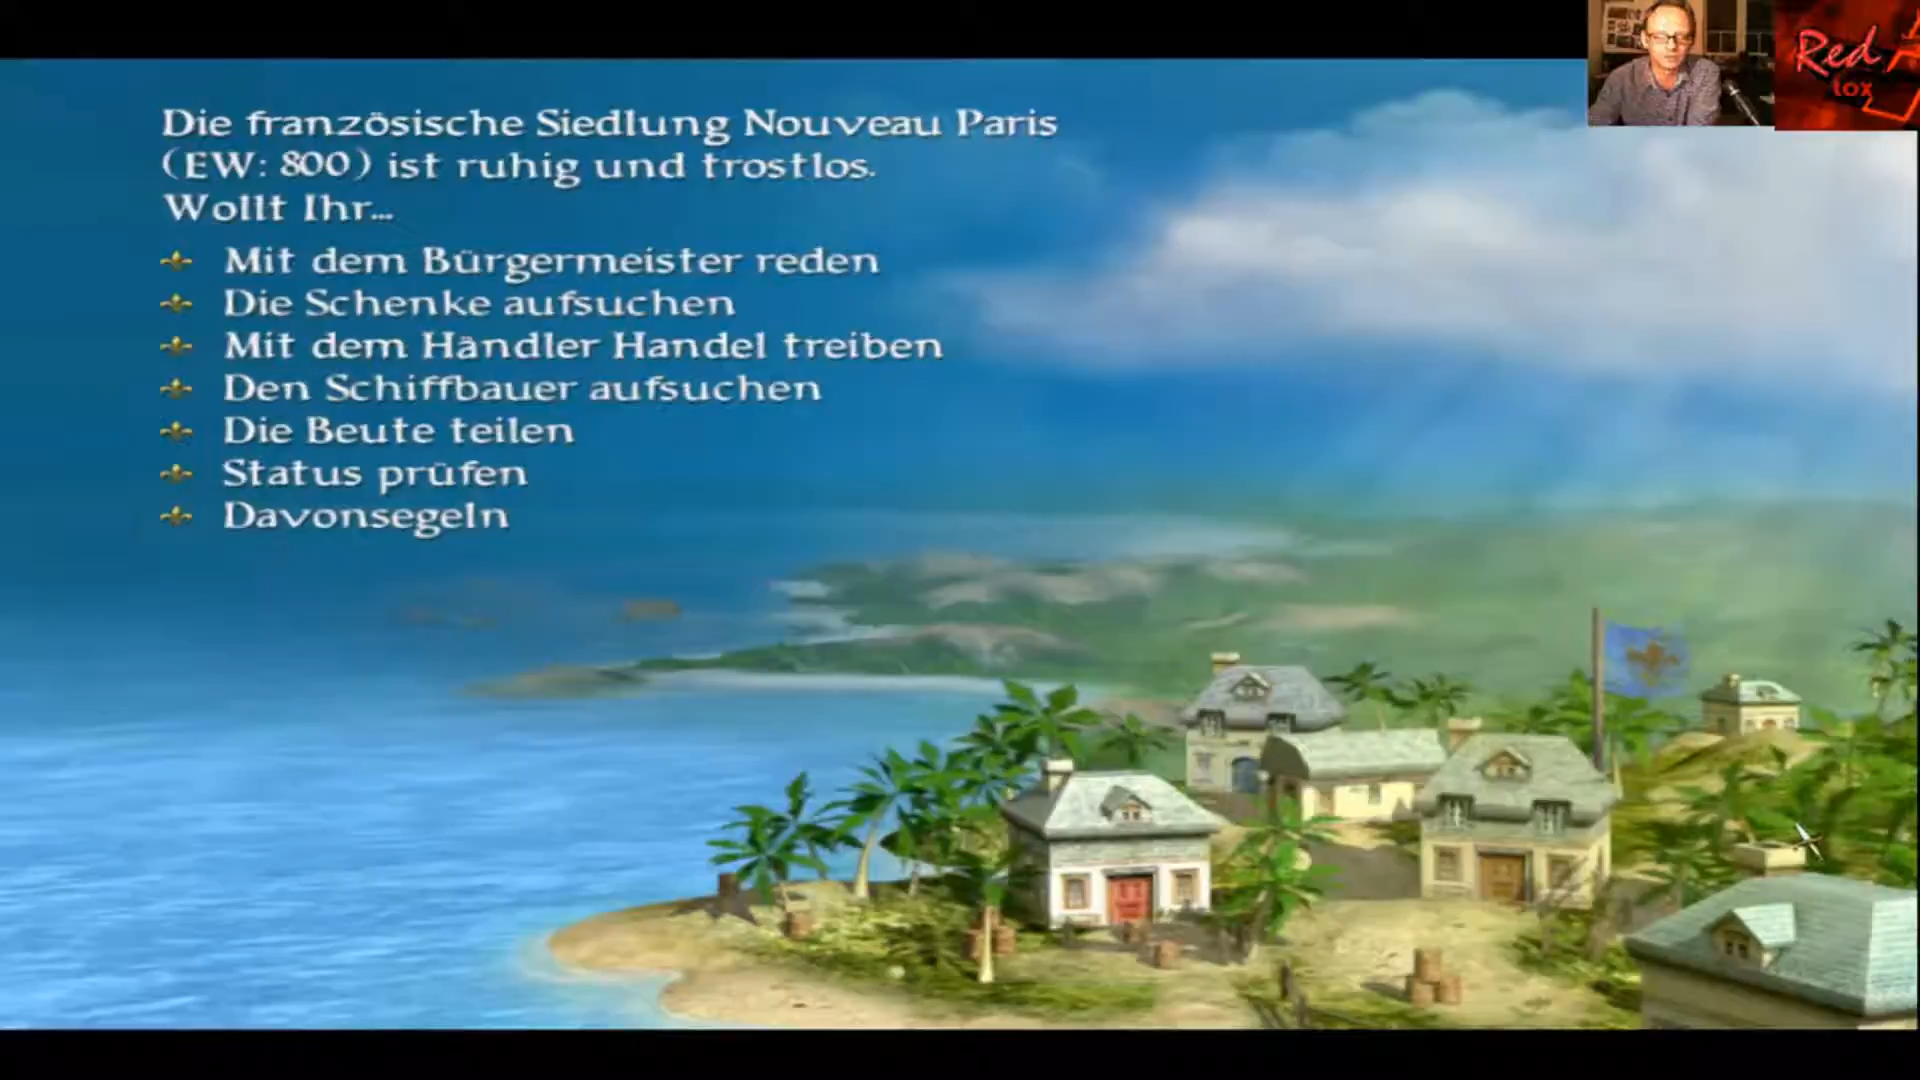 Red
tox
Die französische Siedlung Nouveau Paris
(EW: 800) ist ruhig und trostlos.
Wollt Ihr...
Mit dem Bürgermeister reden
Die Schenke aufsuchen
Mit dem Händler Handel treiben
Den Schiffbauer aufsuchen
Die Beute teilen
Status prüfen
Davonsegeln